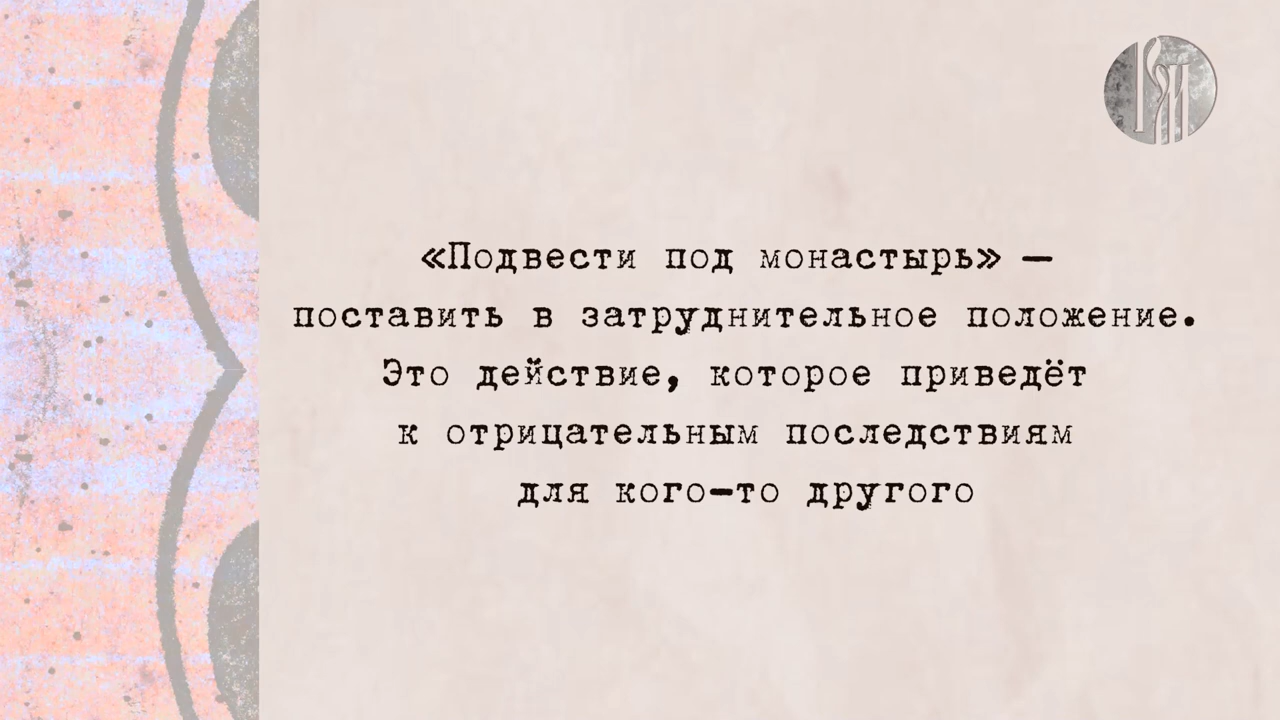 «Подвести под монастырь» —
поставить в затруднительное положение.
Это действие, которое приведёт
к отрицательным последствиям
для кого-то другого